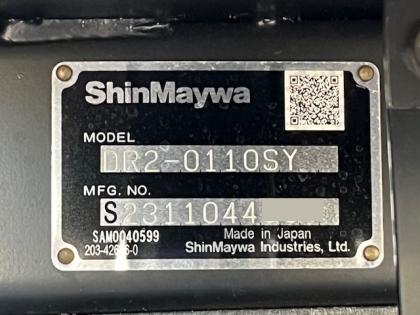 ShinMaywa
MODEL
DR2-0110SY
MFG. NO.
S2311044
SAM0040599
Made in Japan
ShinMaywa Industries, Ltd.